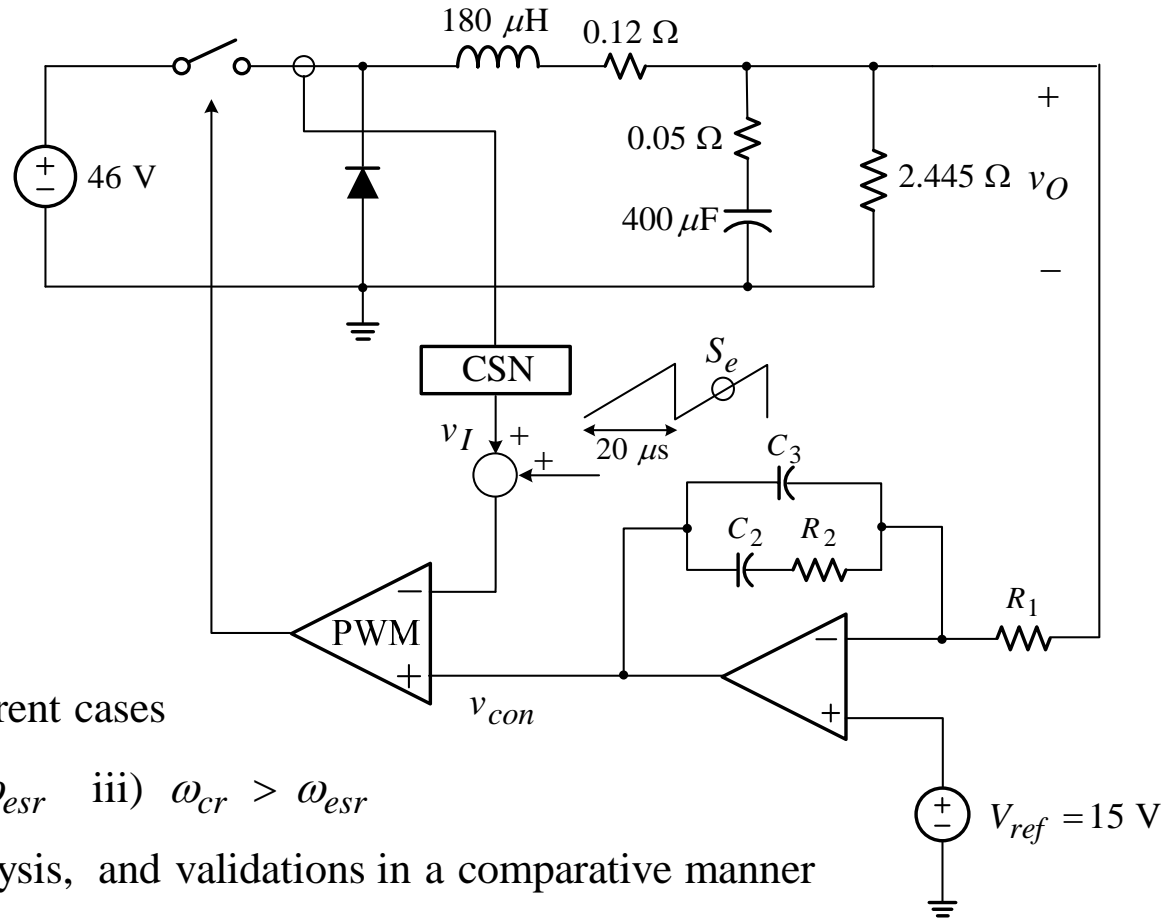 180 μH
0.12 Ω
+
0.05 Ω
46 V
2.445 Ω v_O
400 μF
−
CSN
S_e
v_I + +
20 μs
C_3
C_2 R_2
R_1
PWM
− +
v_con
− +
rent cases
ω_esr iii) ω_cr > ω_esr
V_ref = 15 V
ysis, and validations in a comparative manner